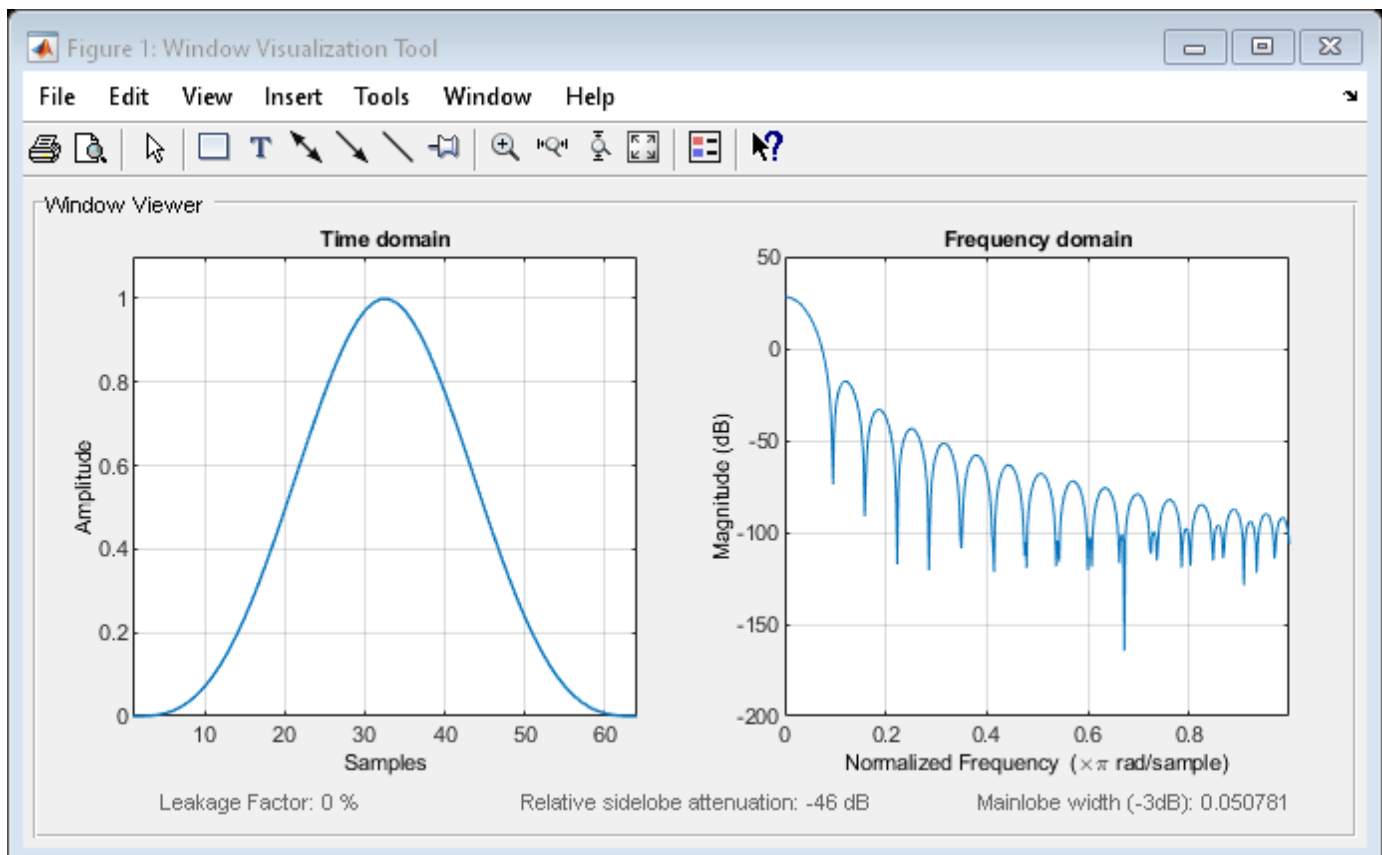 Figure 1: Window Visualization Tool
File Edit View Insert Tools Window Help
T
?
Window Viewer
Time domain
1
0.8
0.6
0.4
0.2
0
10 20 30 40 50 60
Amplitude
Samples
Frequency domain
50
0
-50
-100
-150
-200
0 0.2 0.4 0.6 0.8
Magnitude (dB)
Normalized Frequency (×π rad/sample)
Leakage Factor: 0 % Relative sidelobe attenuation: -46 dB Mainlobe width (-3dB): 0.050781